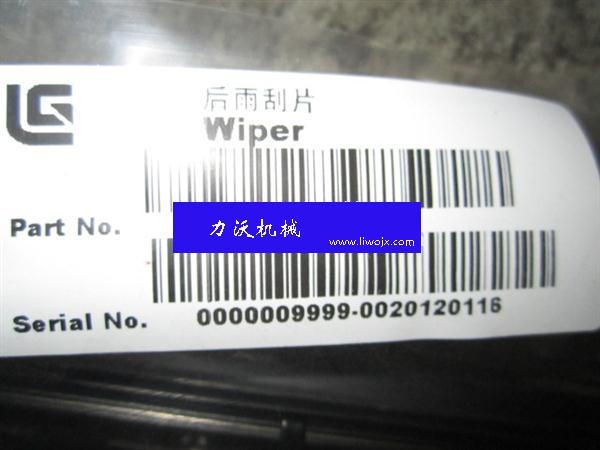 LG
后雨刮片
Wiper
Part No.
力沃机械
www.liwojx.com
Serial No. 0000009999-0020120116